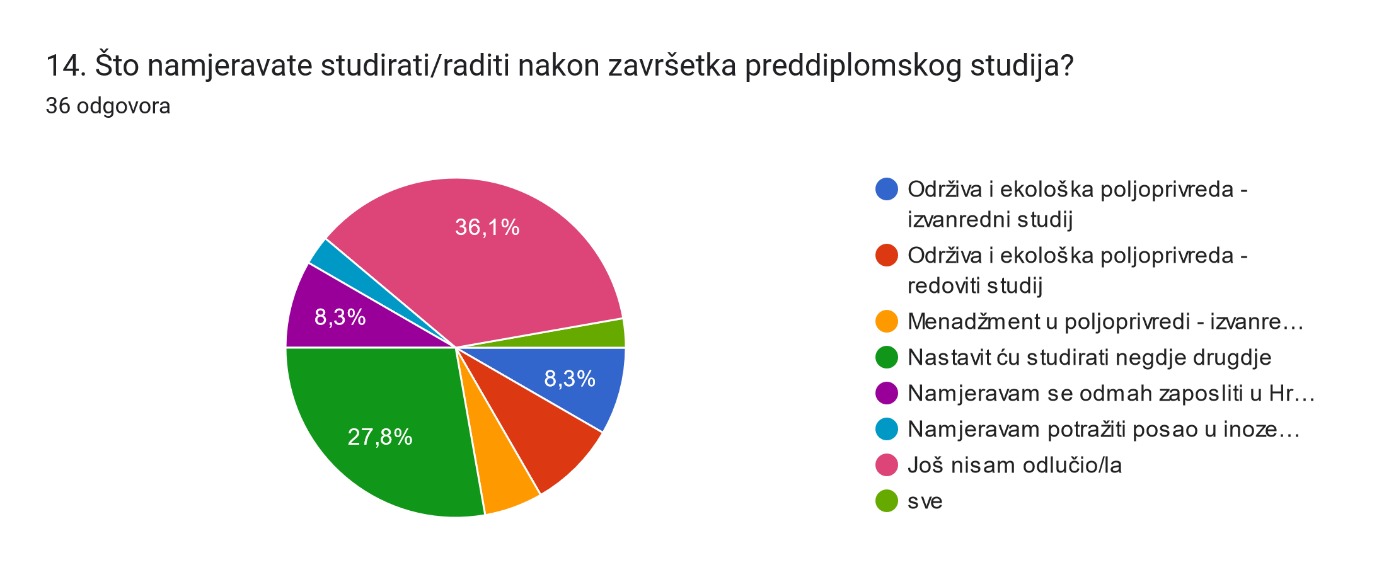 14. Što namjeravate studirati/raditi nakon završetka preddiplomskog studija?
36 odgovora
36,1%
8,3%
8,3%
27,8%
Održiva i ekološka poljoprivreda -
izvanredni studij
Održiva i ekološka poljoprivreda -
redoviti studij
Menadžment u poljoprivredi - izvanre…
Nastavit ću studirati negdje drugdje
Namjeravam se odmah zaposliti u Hr…
Namjeravam potražiti posao u inoze…
Još nisam odlučio/la
sve